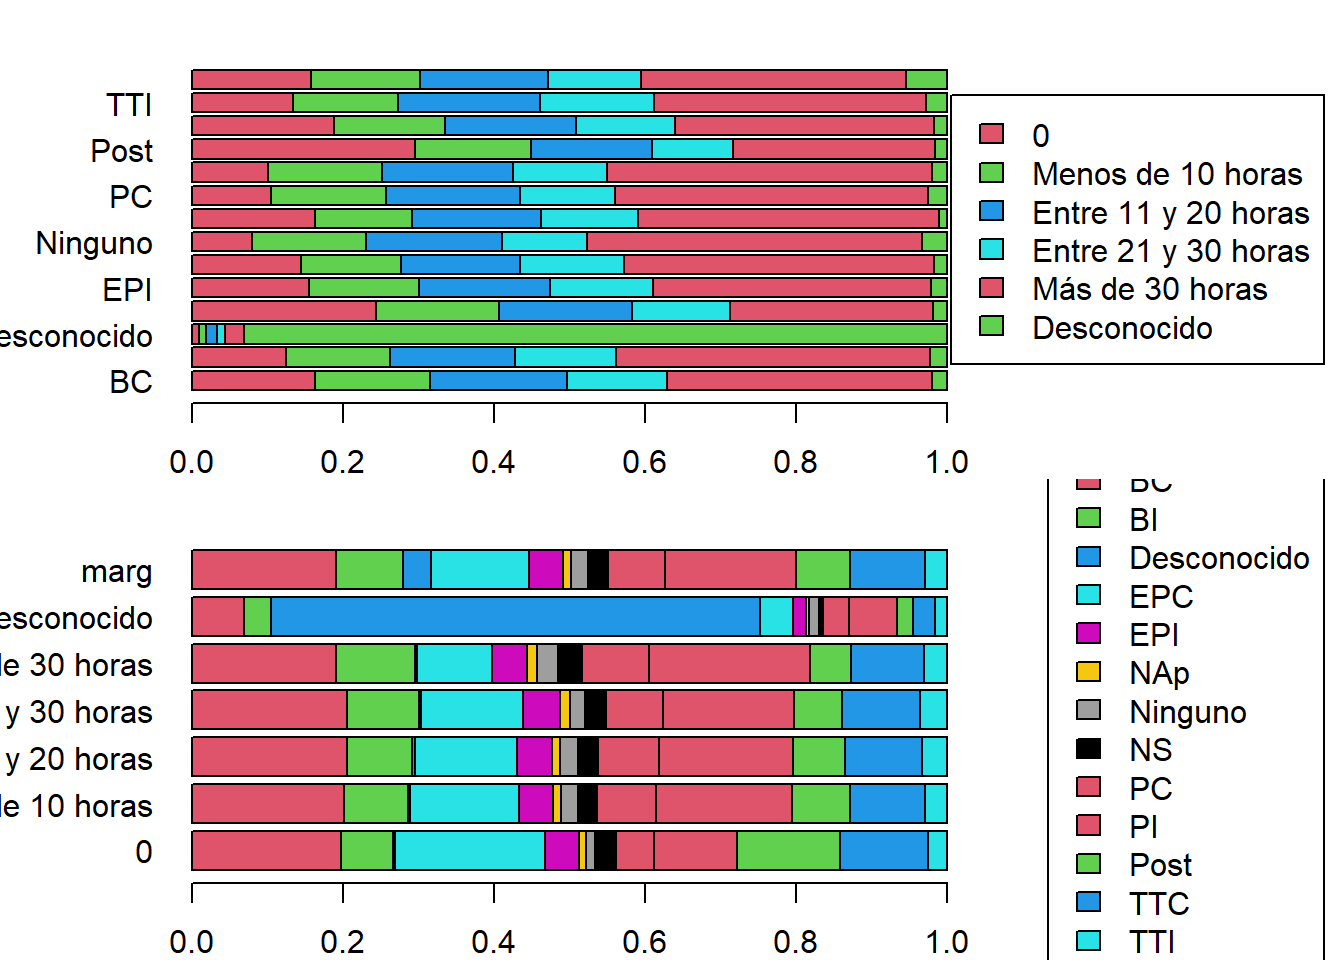 TTI
Post
PC
Ninguno
EPI
esconocido
BC
0.0 0.2 0.4 0.6 0.8 1.0
0
Menos de 10 horas
Entre 11 y 20 horas
Entre 21 y 30 horas
Más de 30 horas
Desconocido
marg
esconocido
de 30 horas
y 30 horas
y 20 horas
de 10 horas
0
0.0 0.2 0.4 0.6 0.8 1.0
BC
BI
Desconocido
EPC
EPI
NAp
Ninguno
NS
PC
PI
Post
TTC
TTI